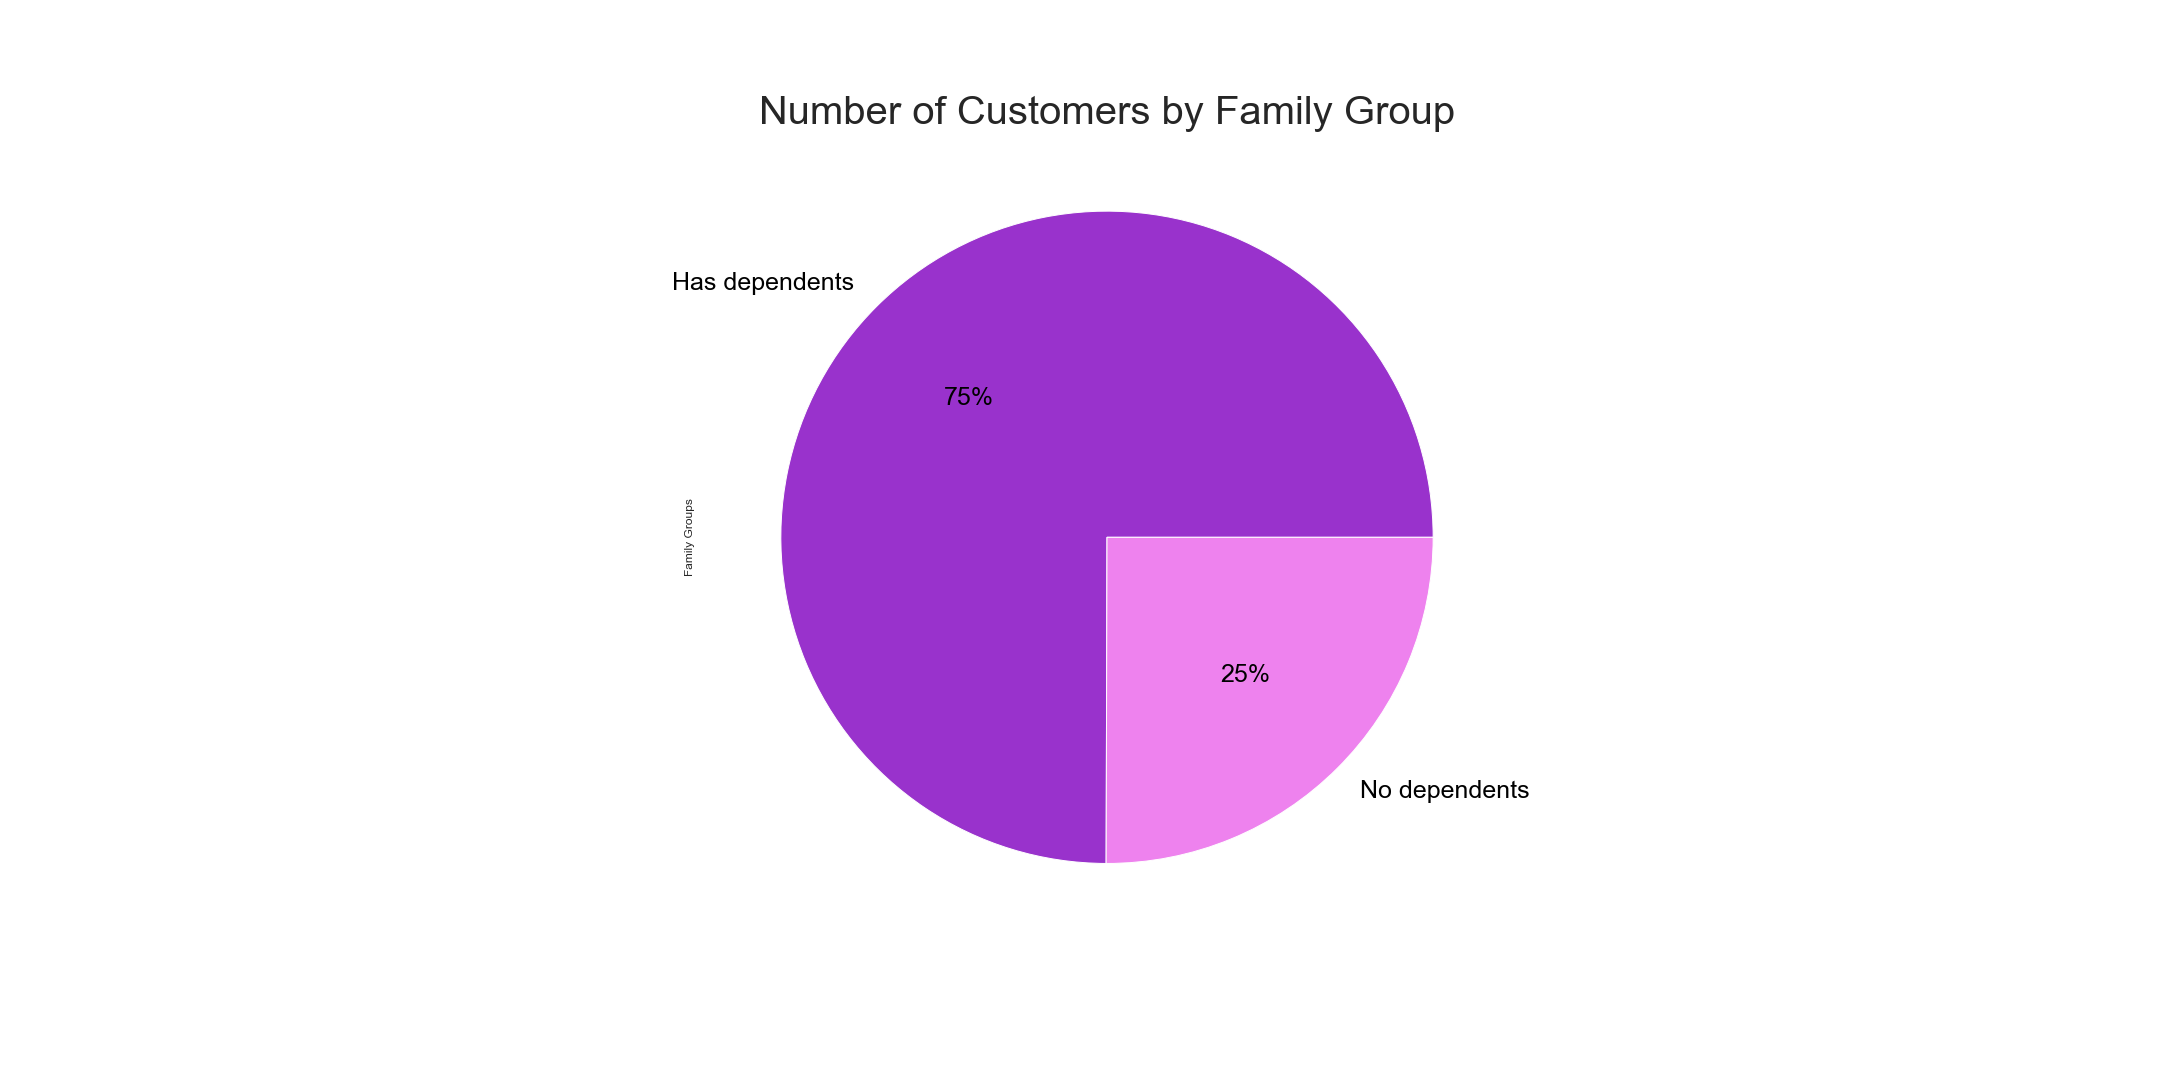 Number of Customers by Family Group
Has dependents
75%
Family Groups
25%
No dependents